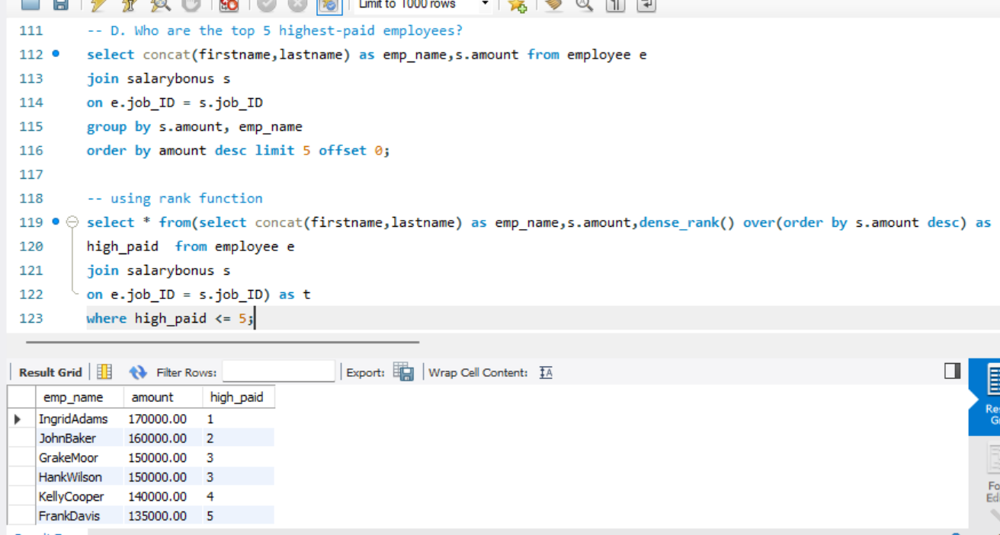 Limit to 1000 rows
111 -- D. Who are the top 5 highest-paid employees?
112 select concat(firstname,lastname) as emp_name,s.amount from employee e
113 join salarybonus s
114 on e.job_ID = s.job_ID
115 group by s.amount, emp_name
116 order by amount desc limit 5 offset 0;
117
118 -- using rank function
119 select * from(select concat(firstname,lastname) as emp_name,s.amount,dense_rank() over(order by s.amount desc) as
120 high_paid from employee e
121 join salarybonus s
122 on e.job_ID = s.job_ID) as t
123 where high_paid <= 5;
Result Grid Filter Rows: Export: Wrap Cell Content: IA
emp_name amount high_paid
IngridAdams 170000.00 1
JohnBaker 160000.00 2
GrakeMoor 150000.00 3
HankWilson 150000.00 3
KellyCooper 140000.00 4
FrankDavis 135000.00 5